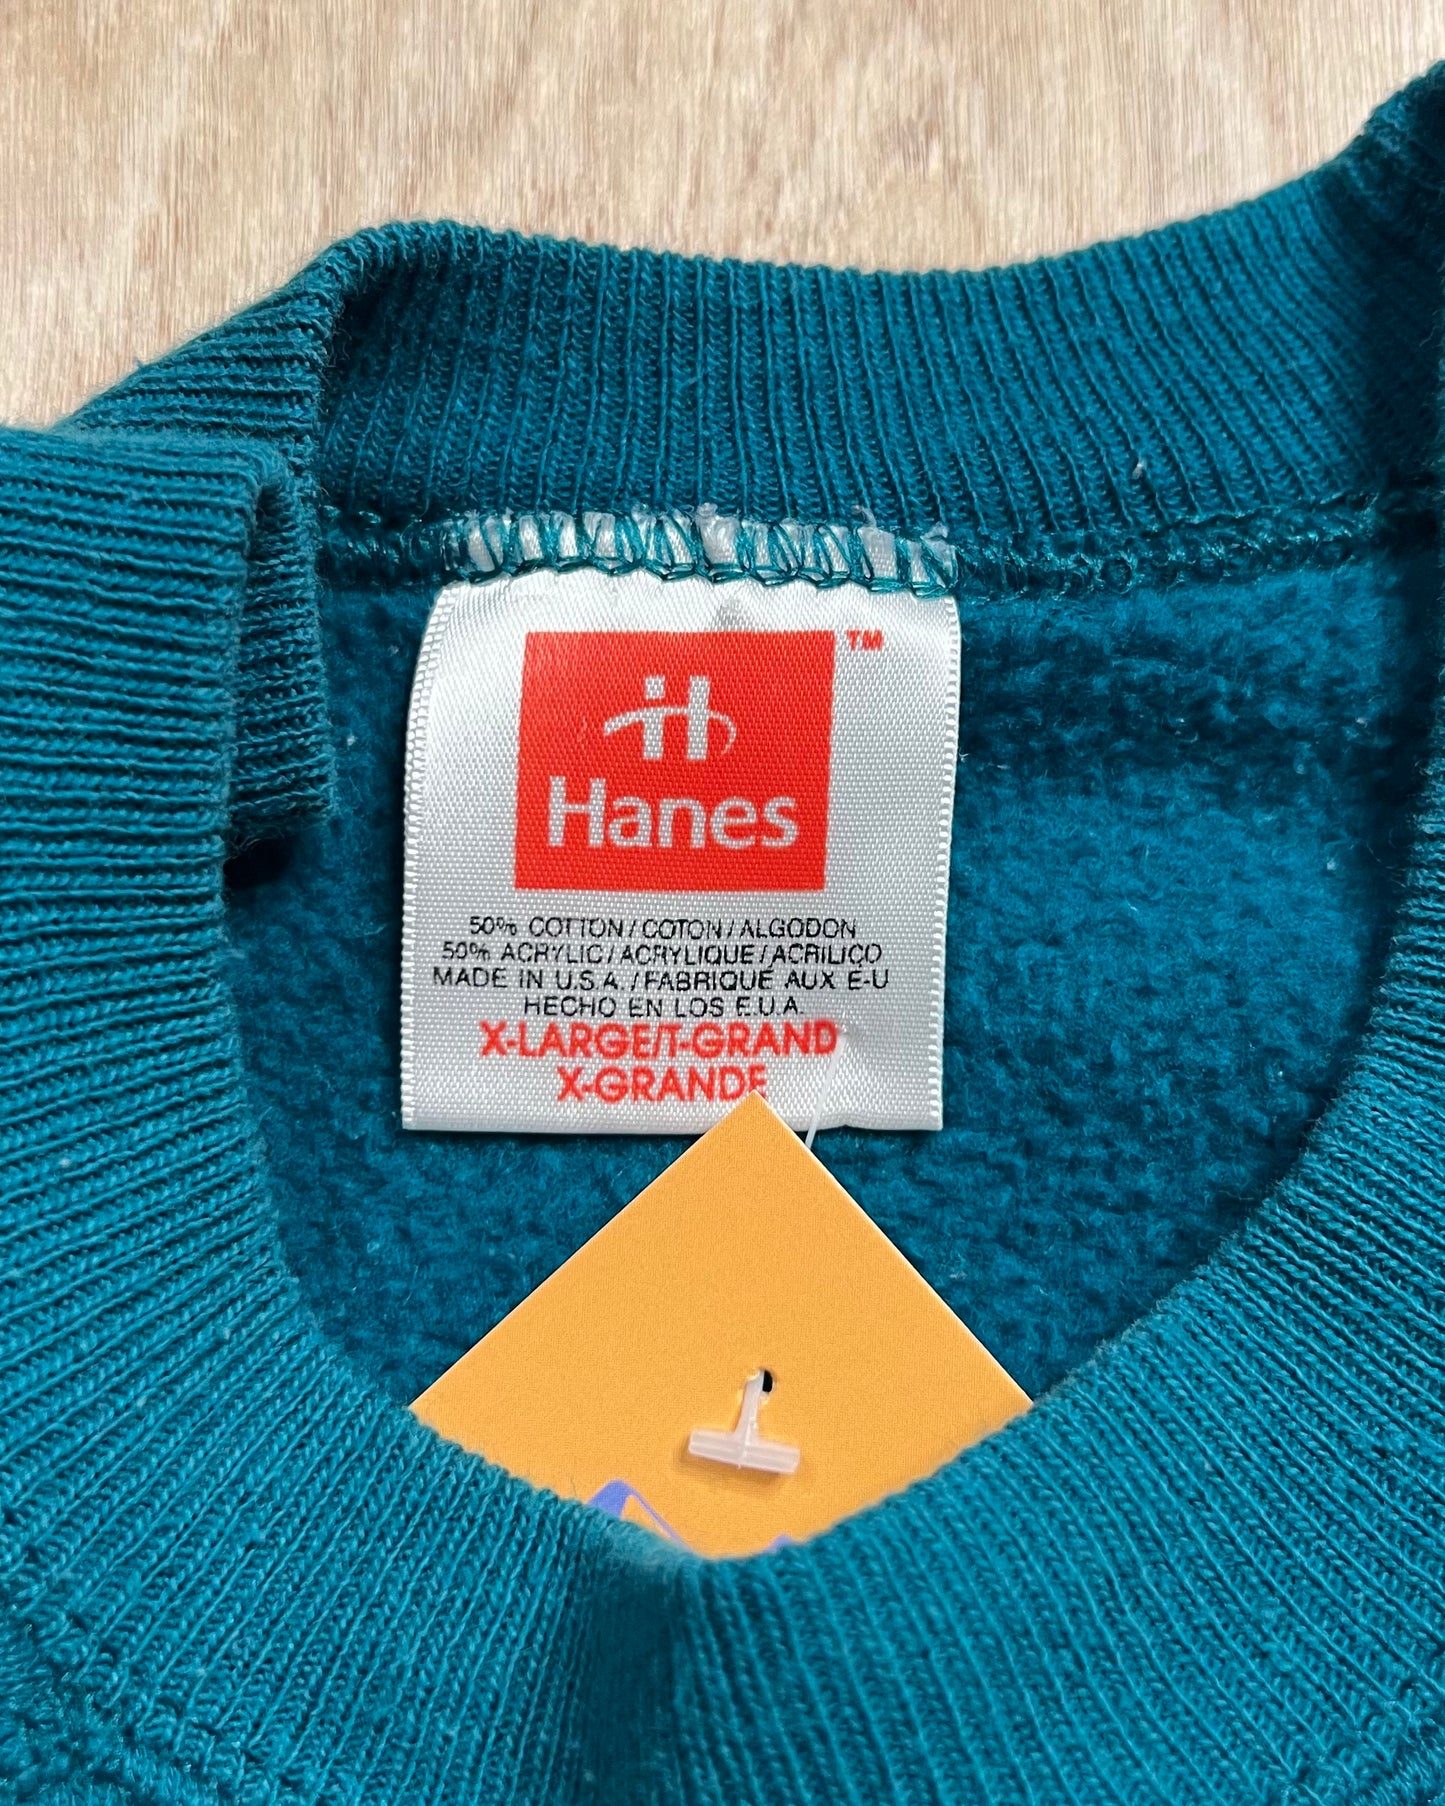 TM
Hanes
50% COTTON/COTON/ALGODON
50% ACRYLIC/ACRYLIQUE/ACRILICO
MADE IN U.S.A./FABRIQUÉ AUX É-U
HECHO EN LOS E.U.A.
X-LARGE/T-GRAND
X-GRANDE